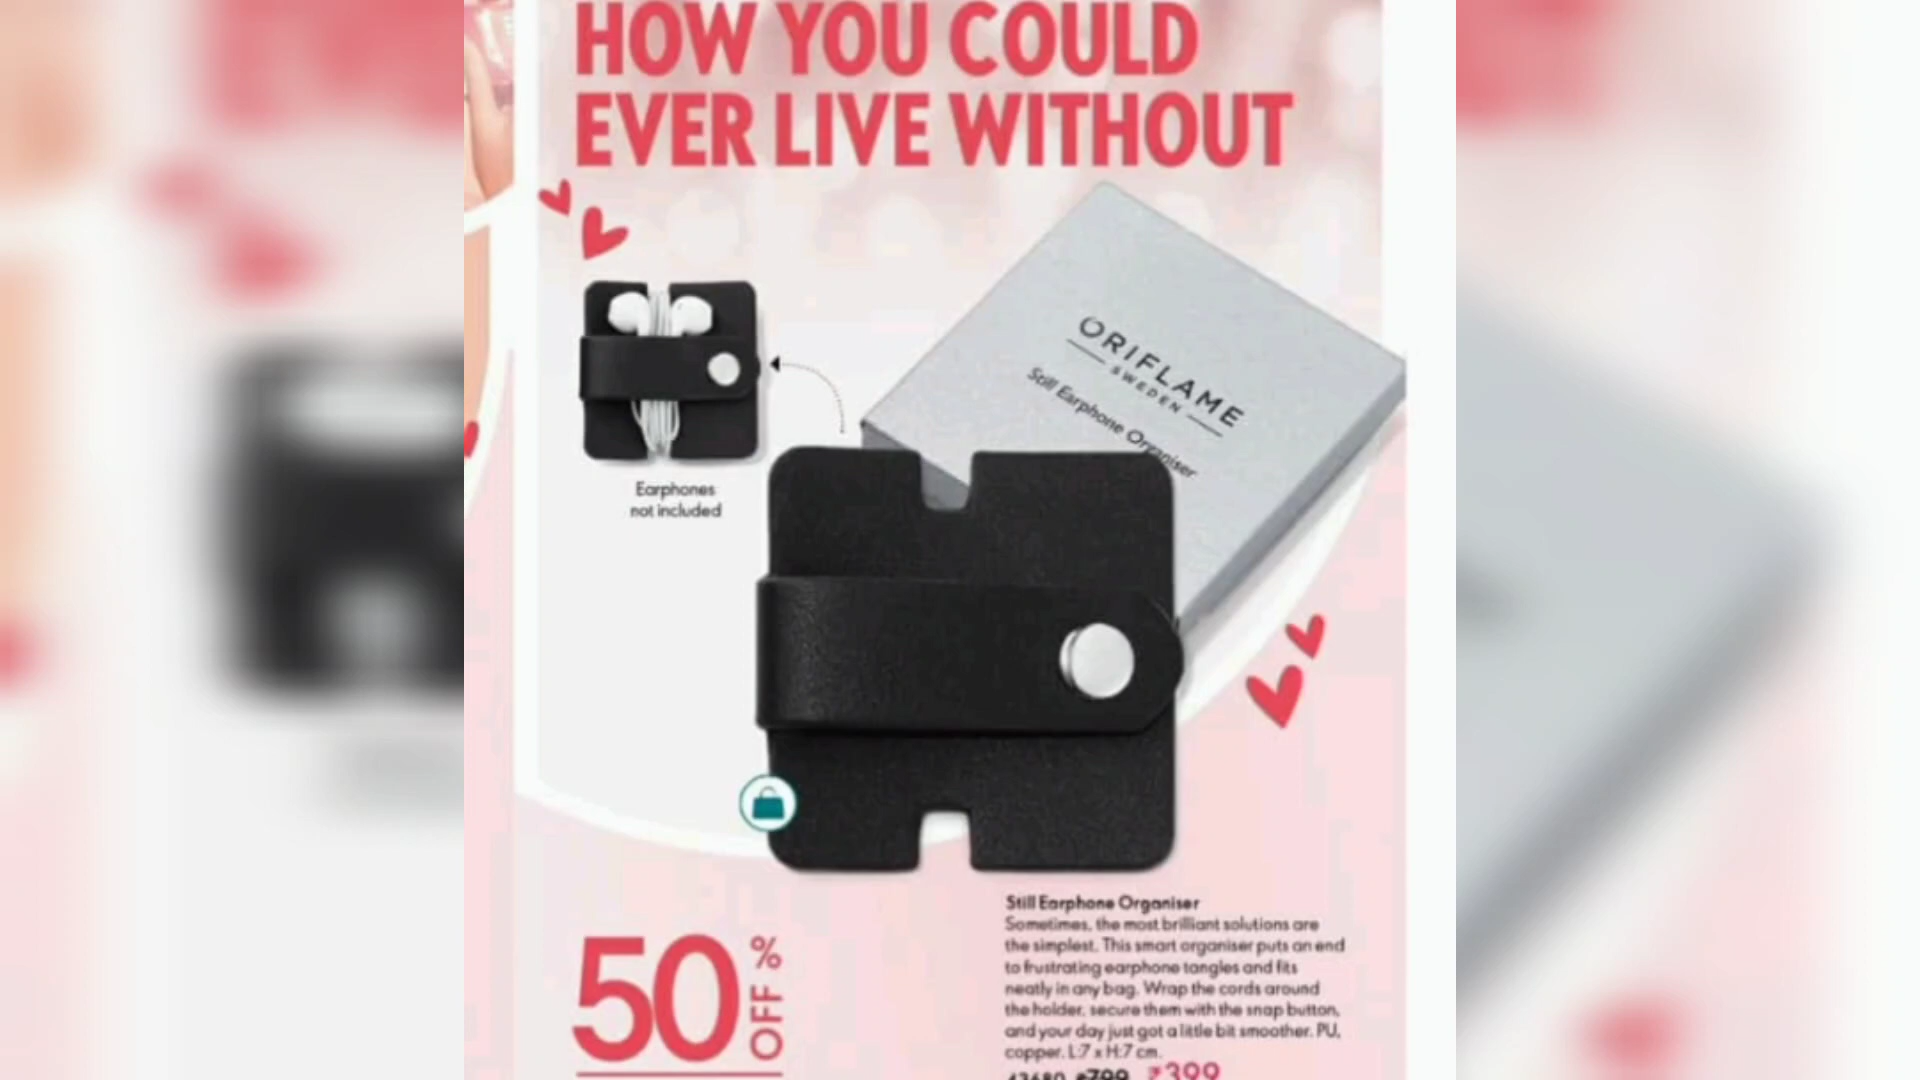 HOW YOU COULD
EVER LIVE WITHOUT
ORIFLAME
SWEDEN
Still Earphone Organiser
Earphones
not included
50% OFF
Still Earphone Organiser
Sometimes, the most brilliant solutions are
the simplest. This smart organiser puts an end
to frustrating earphone tangles and fits
neatly in any bag. Wrap the cords around
the holder, secure them with the snap button,
and your day just got a little bit smoother. PU,
copper. L:7 x H:7 cm.
₹799 ₹399